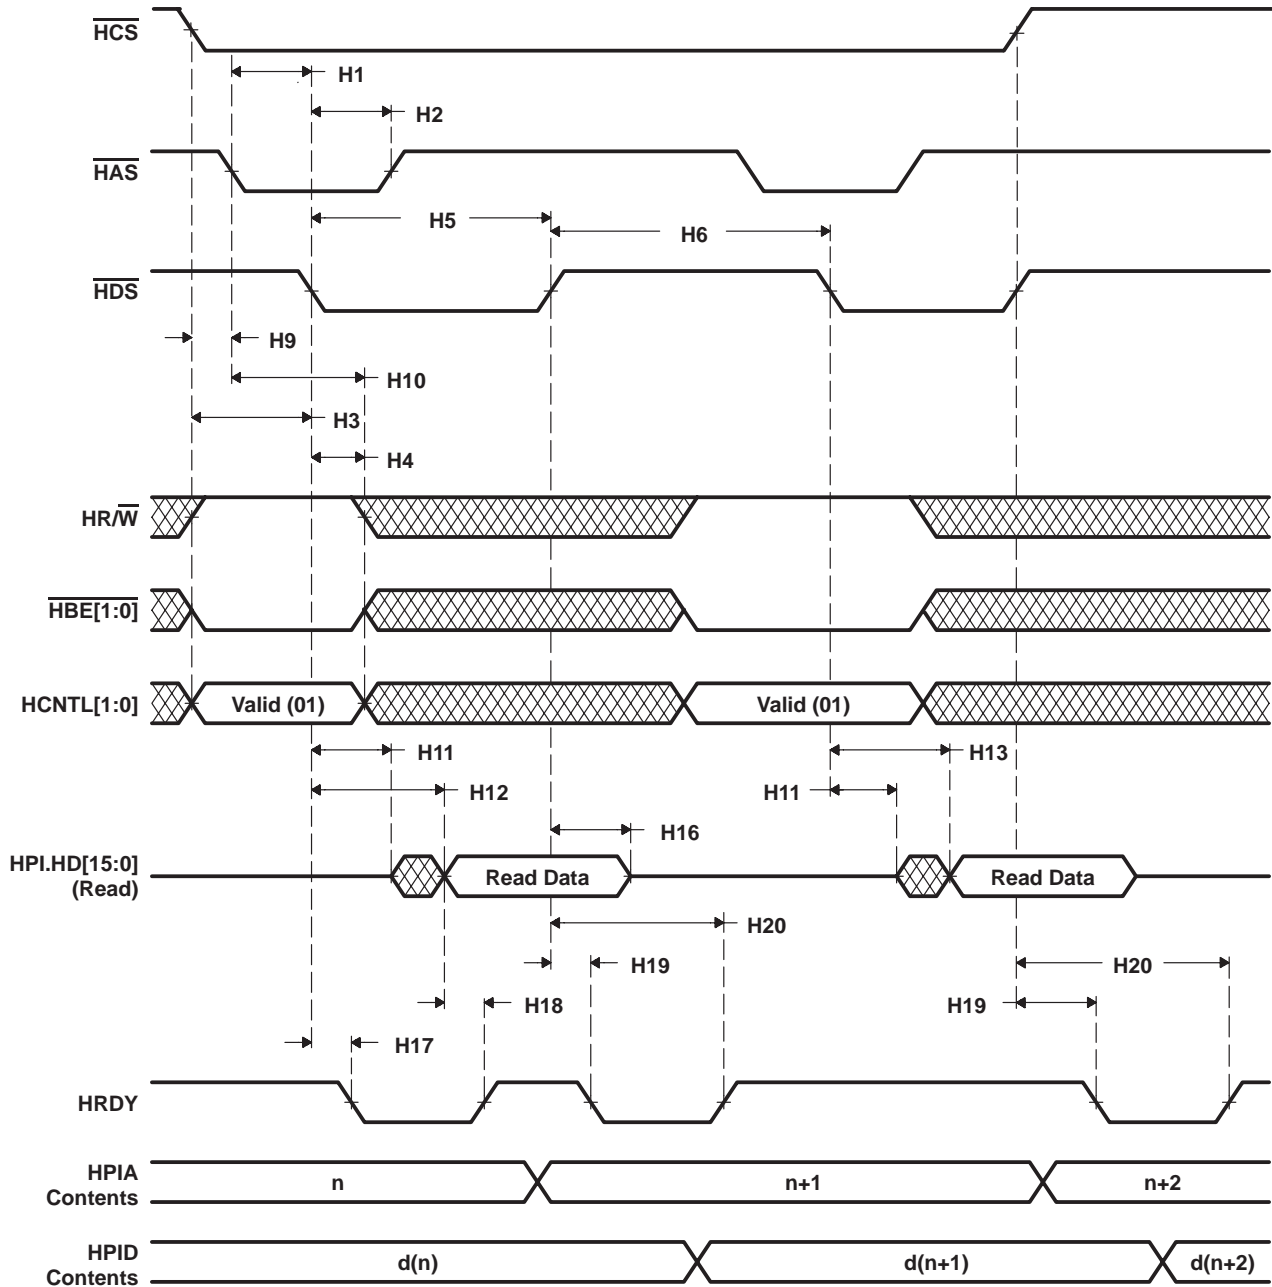 HCS
H1
H2
HAS
H5
H6
HDS
H9
H10
H3
H4
HR/W
HBE[1:0]
HCNTL[1:0]
Valid (01)
Valid (01)
H11
H13
H12
H11
H16
HPI.HD[15:0]
(Read)
Read Data
Read Data
H20
H19
H20
H18
H19
H17
HRDY
HPIA
Contents
n
n+1
n+2
HPID
Contents
d(n)
d(n+1)
d(n+2)